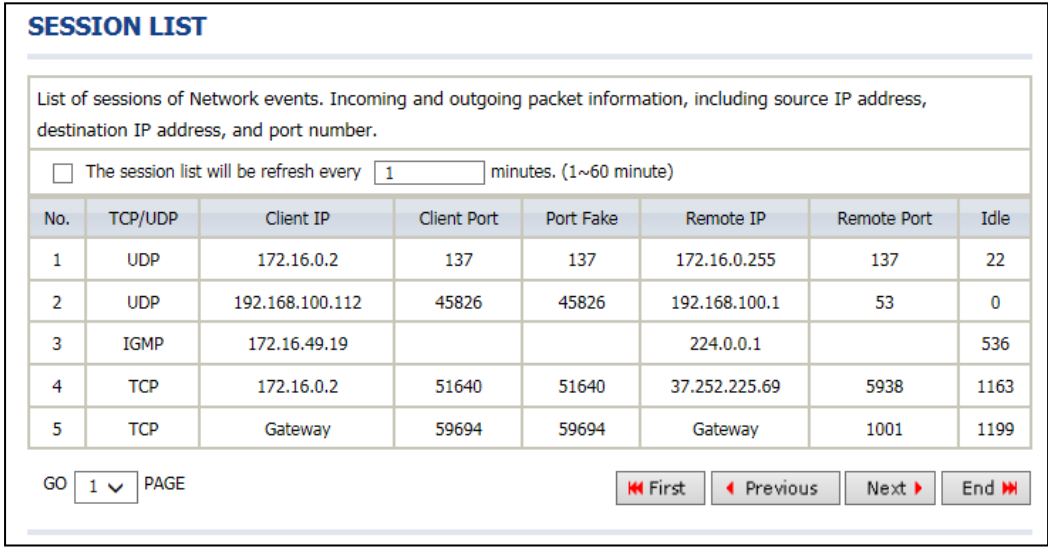 SESSION LIST
List of sessions of Network events. Incoming and outgoing packet information, including source IP address,
destination IP address, and port number.
The session list will be refresh every 1 minutes. (1~60 minute)
No. TCP/UDP Client IP Client Port Port Fake Remote IP Remote Port Idle
1 UDP 172.16.0.2 137 137 172.16.0.255 137 22
2 UDP 192.168.100.112 45826 45826 192.168.100.1 53 0
3 IGMP 172.16.49.19 224.0.0.1 536
4 TCP 172.16.0.2 51640 51640 37.252.225.69 5938 1163
5 TCP Gateway 59694 59694 Gateway 1001 1199
GO 1 PAGE First Previous Next End